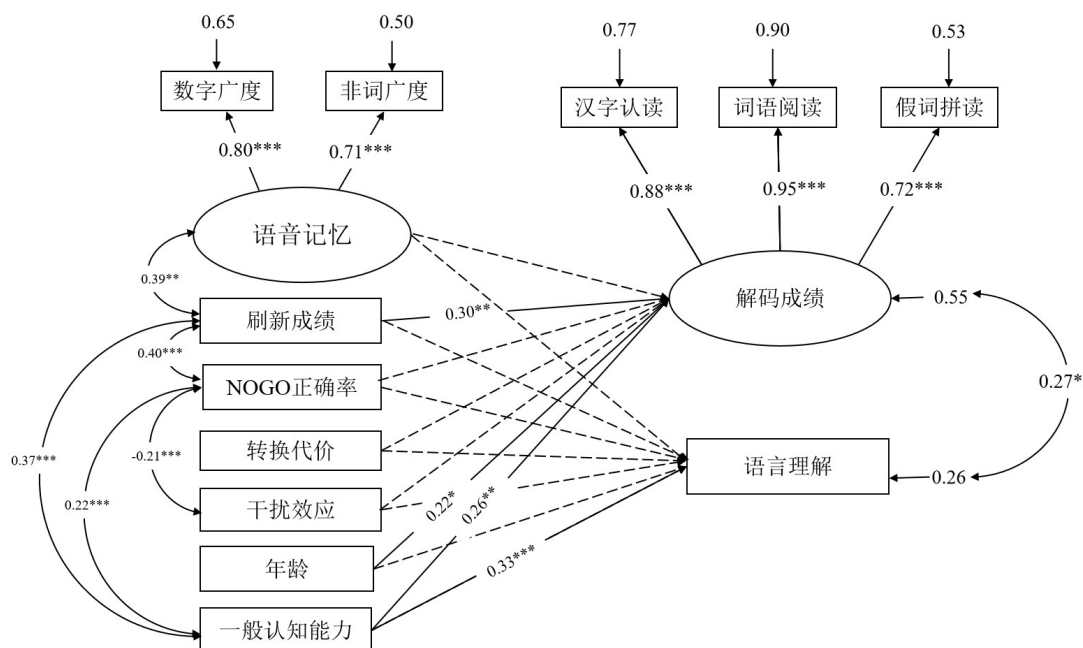 0.65
0.50
0.77
0.90
0.53
数字广度
非词广度
汉字认读
词语阅读
假词拼读
0.80***
0.71***
0.88***
0.95***
0.72***
语音记忆
0.39**
解码成绩
0.55
刷新成绩
0.30**
0.40***
NOGO正确率
0.27*
转换代价
0.37***
-0.21***
语言理解
0.26
0.22***
干扰效应
0.22*
0.26**
年龄
0.33***
一般认知能力